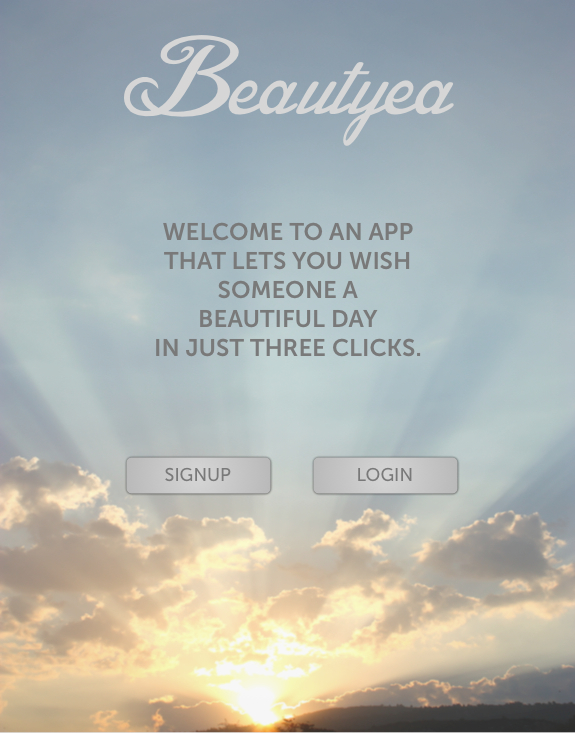 Beautyea
WELCOME TO AN APP
THAT LETS YOU WISH
SOMEONE A
BEAUTIFUL DAY
IN JUST THREE CLICKS.
SIGNUP LOGIN